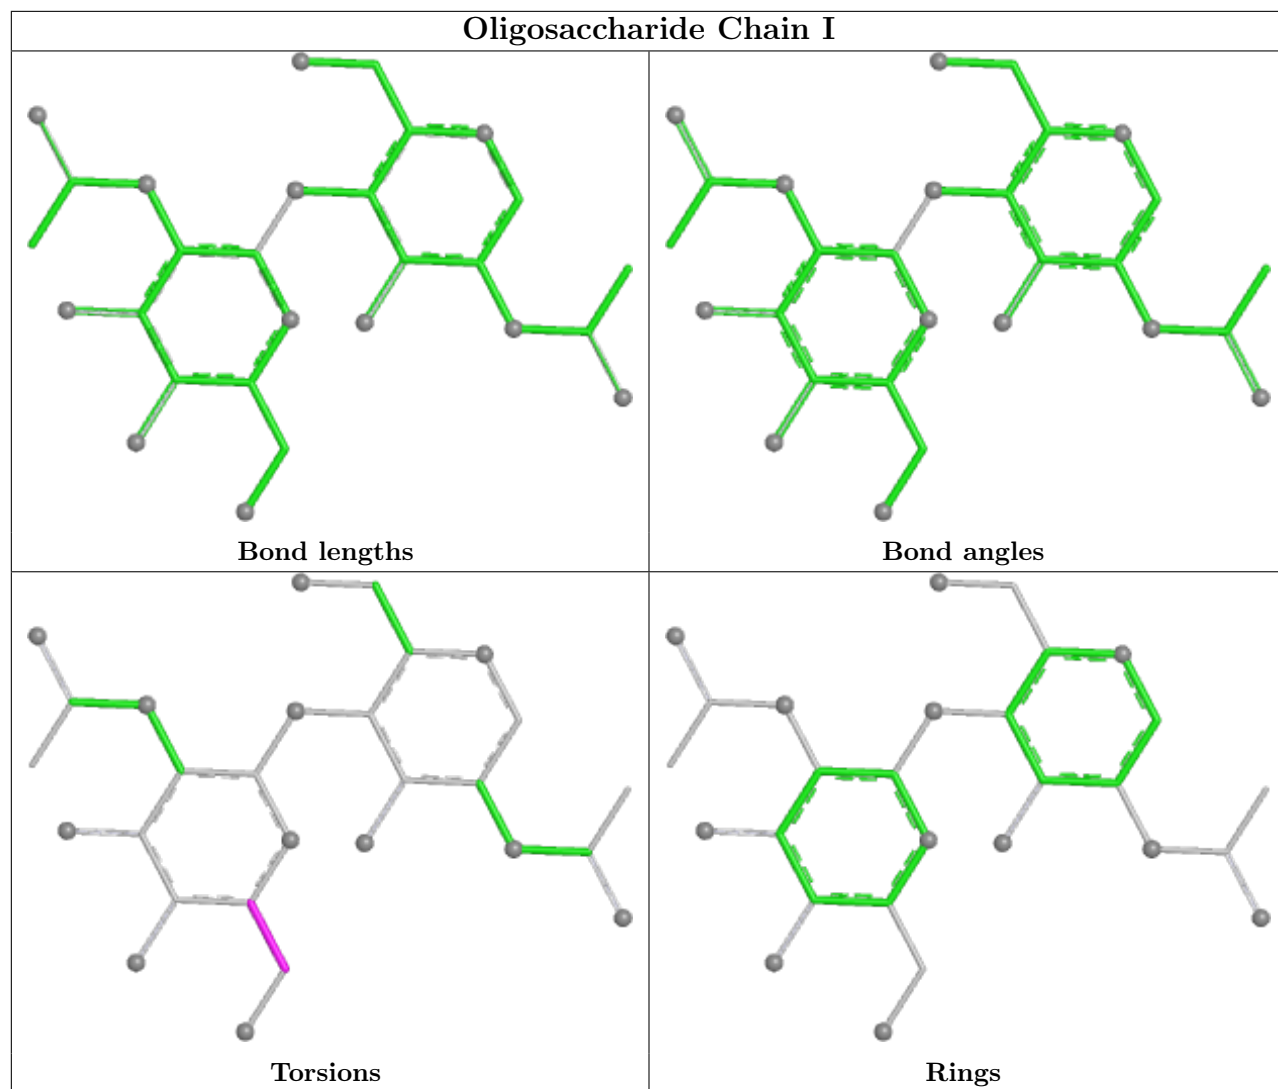 Oligosaccharide Chain I
Bond lengths
Bond angles
Torsions
Rings